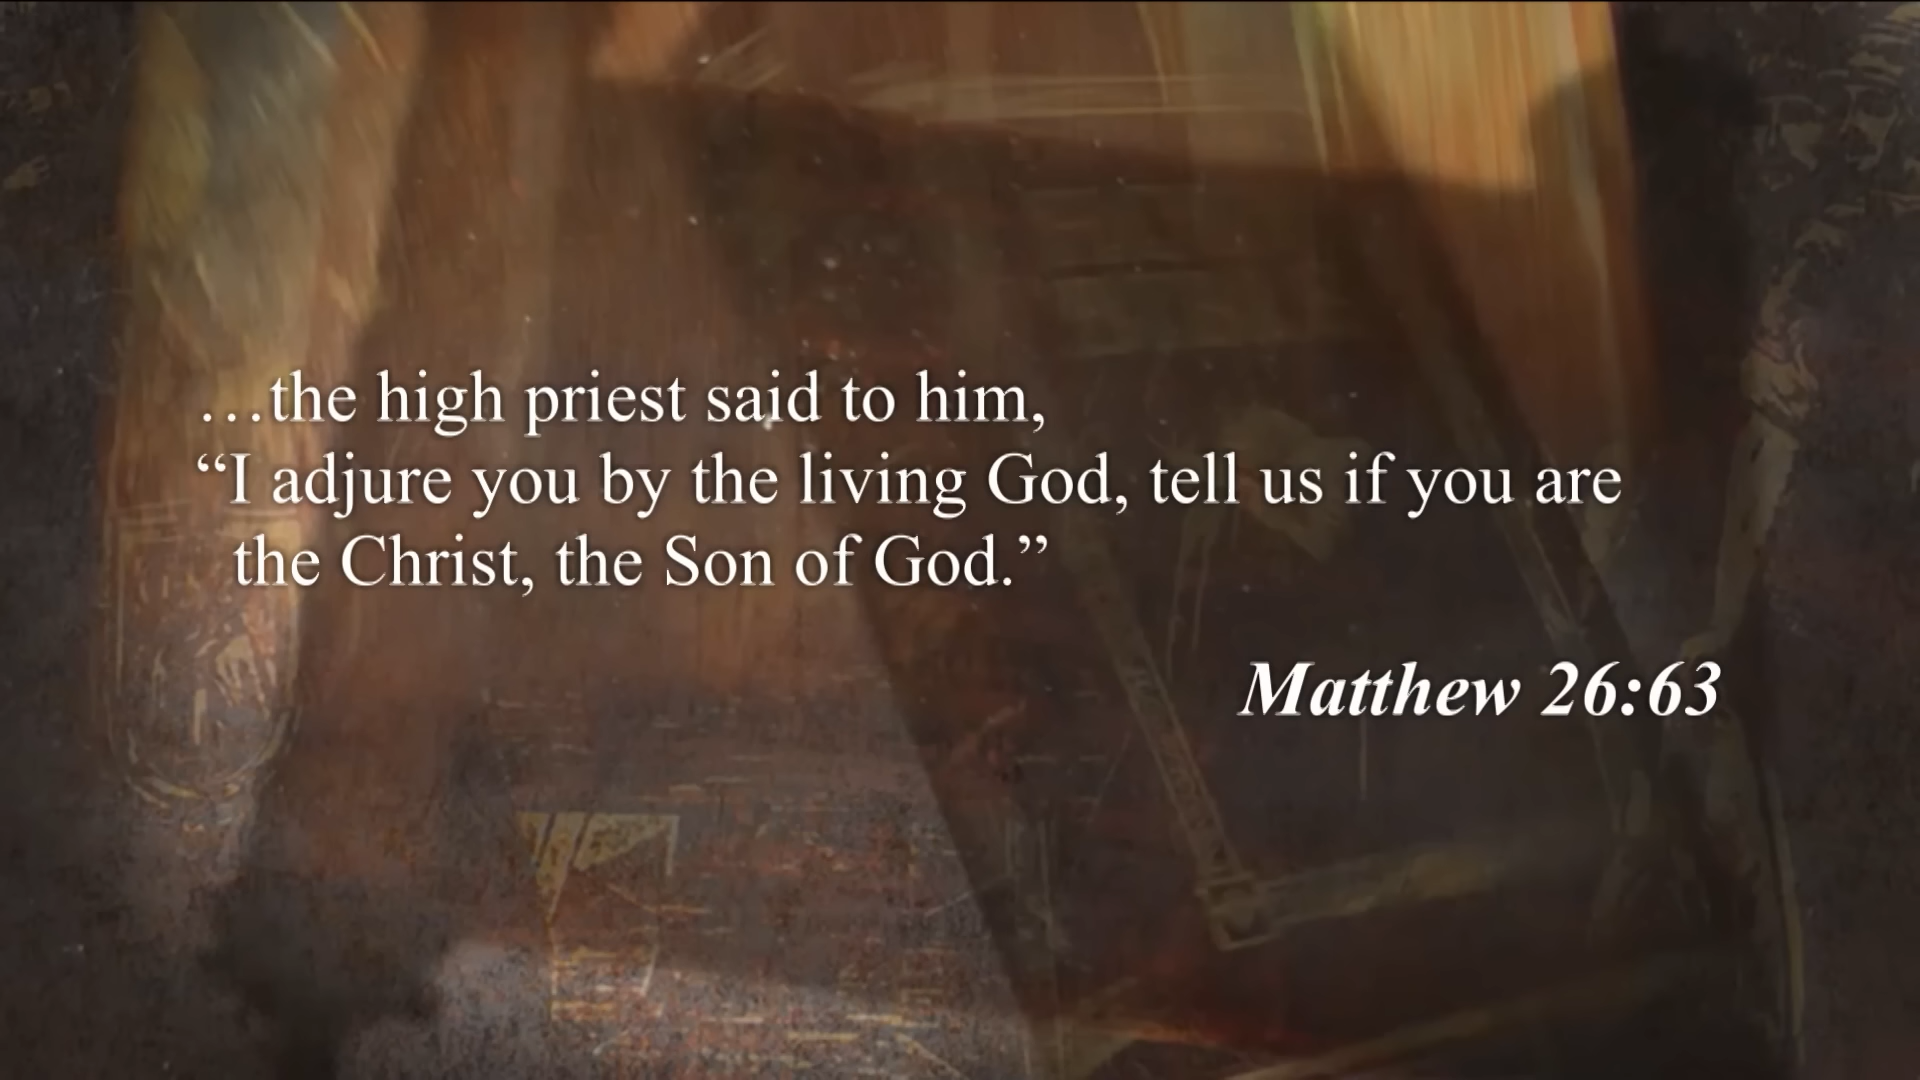 …the high priest said to him,
“I adjure you by the living God, tell us if you are
the Christ, the Son of God.”
Matthew 26:63